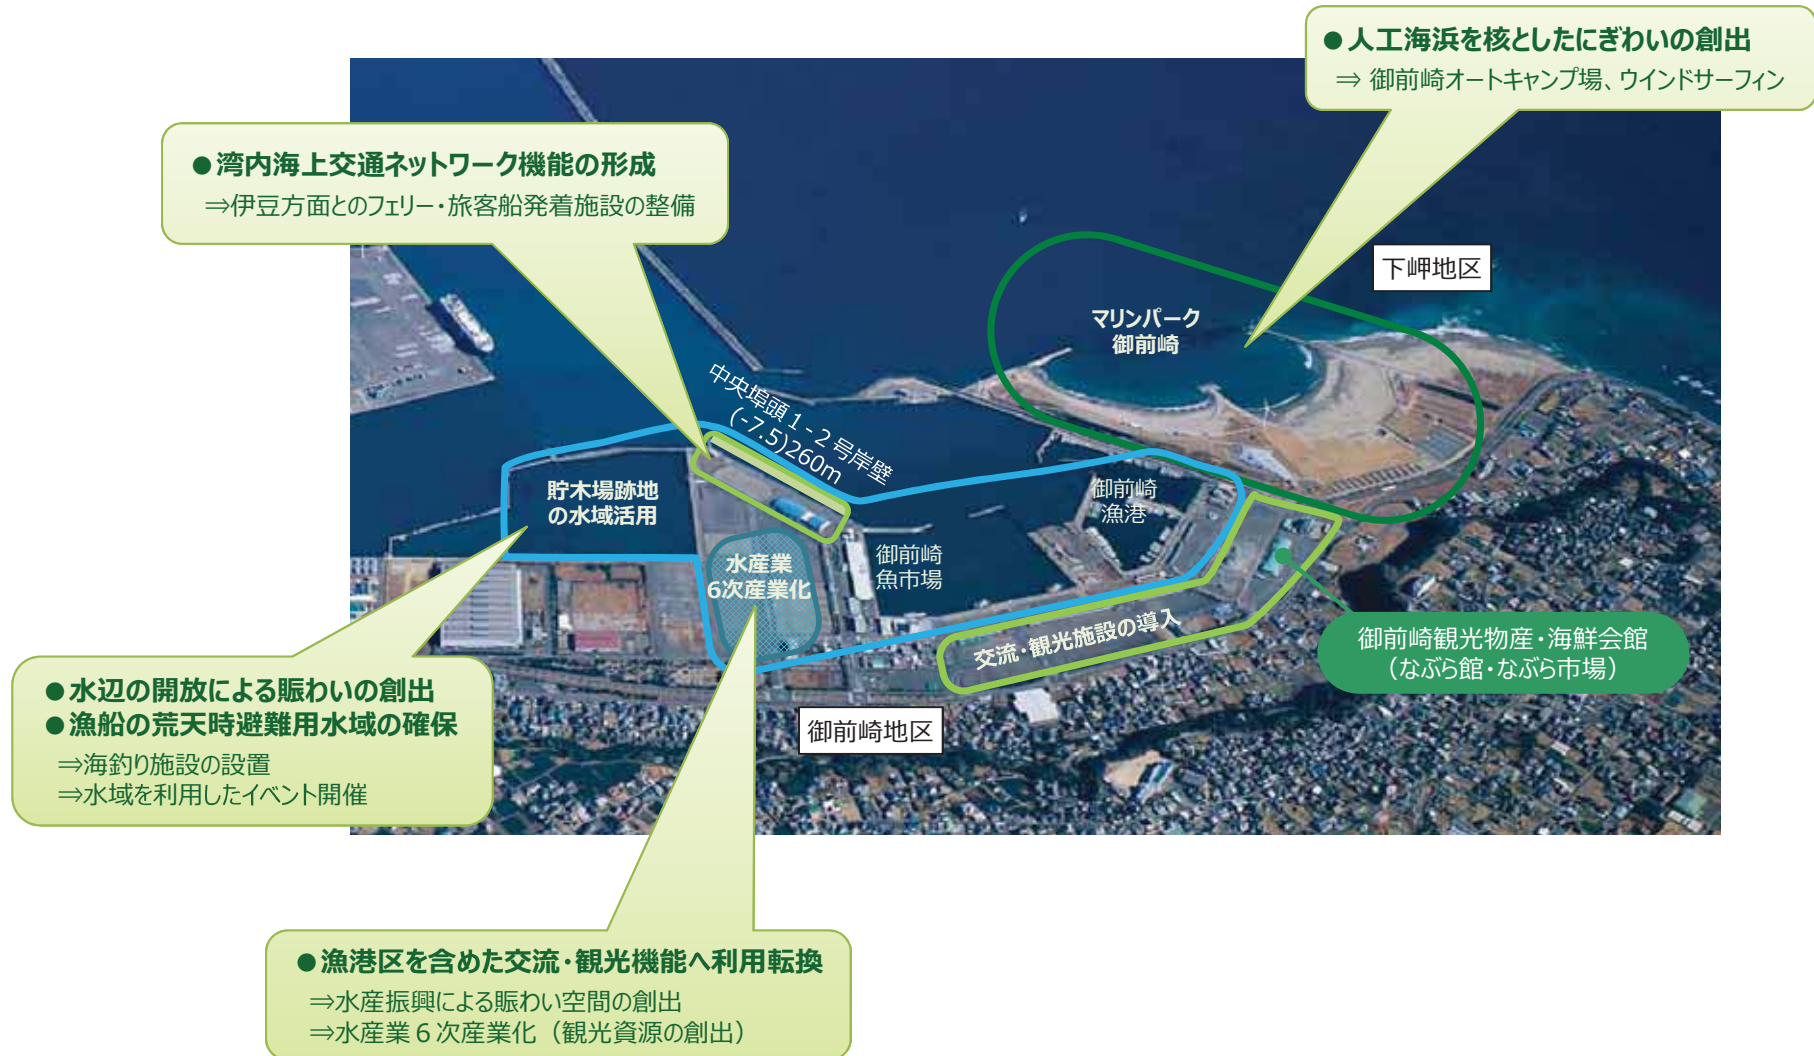 ●人工海浜を核としたにぎわいの創出
⇒ 御前崎オートキャンプ場、ウインドサーフィン
●湾内海上交通ネットワーク機能の形成
⇒伊豆方面とのフェリー・旅客船発着施設の整備
下岬地区
マリンパーク
御前崎
中央埠頭1-2号岸壁
(-7.5)260m
貯木場跡地
の水域活用
御前崎
漁港
水産業
6次産業化
御前崎
魚市場
交流・観光施設の導入
御前崎観光物産・海鮮会館
（なぶら館・なぶら市場）
●水辺の開放による賑わいの創出
●漁船の荒天時避難用水域の確保
⇒海釣り施設の設置
⇒水域を利用したイベント開催
御前崎地区
●漁港区を含めた交流・観光機能へ利用転換
⇒水産振興による賑わい空間の創出
⇒水産業６次産業化（観光資源の創出）